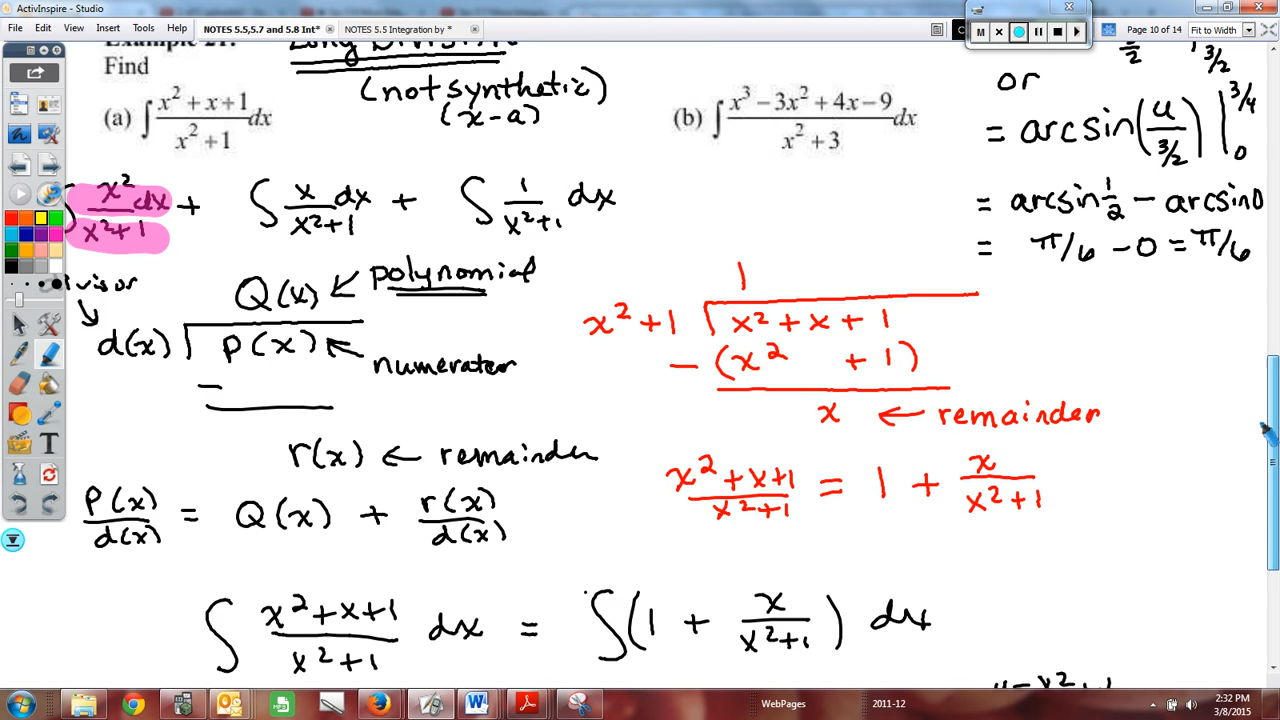 ActivInspire - Studio
File Edit View Insert Tools Help NOTES 5.5,5.7 and 5.8 Int* NOTES 5.5 Integration by * Page 10 of 14 Fit to Width
Example 21: Long Division
Find
(not synthetic)
(x-a)
(a) ∫ (x² + x + 1)/(x² + 1) dx
(b) ∫ (x³ - 3x² + 4x - 9)/(x² + 3) dx
or
= arcsin(u/(3/2)) |₀^(3/4)
= arcsin 1/2 - arcsin0
= π/6 - 0 = π/6
∫ x²dx/(x²+1) + ∫ x/(x²+1) dx + ∫ 1/(x²+1) dx
Q(x) ← polynomial
d(x) P(x) ← numerator
-
r(x) ← remainder
P(x)/d(x) = Q(x) + r(x)/d(x)
1
x²+1 x² + x + 1
- (x² + 1)
x ← remainder
(x²+x+1)/(x²+1) = 1 + x/(x²+1)
∫ (x²+x+1)/(x²+1) dx = ∫(1 + x/(x²+1)) dx
WebPages 2011-12 2:32 PM
3/8/2015